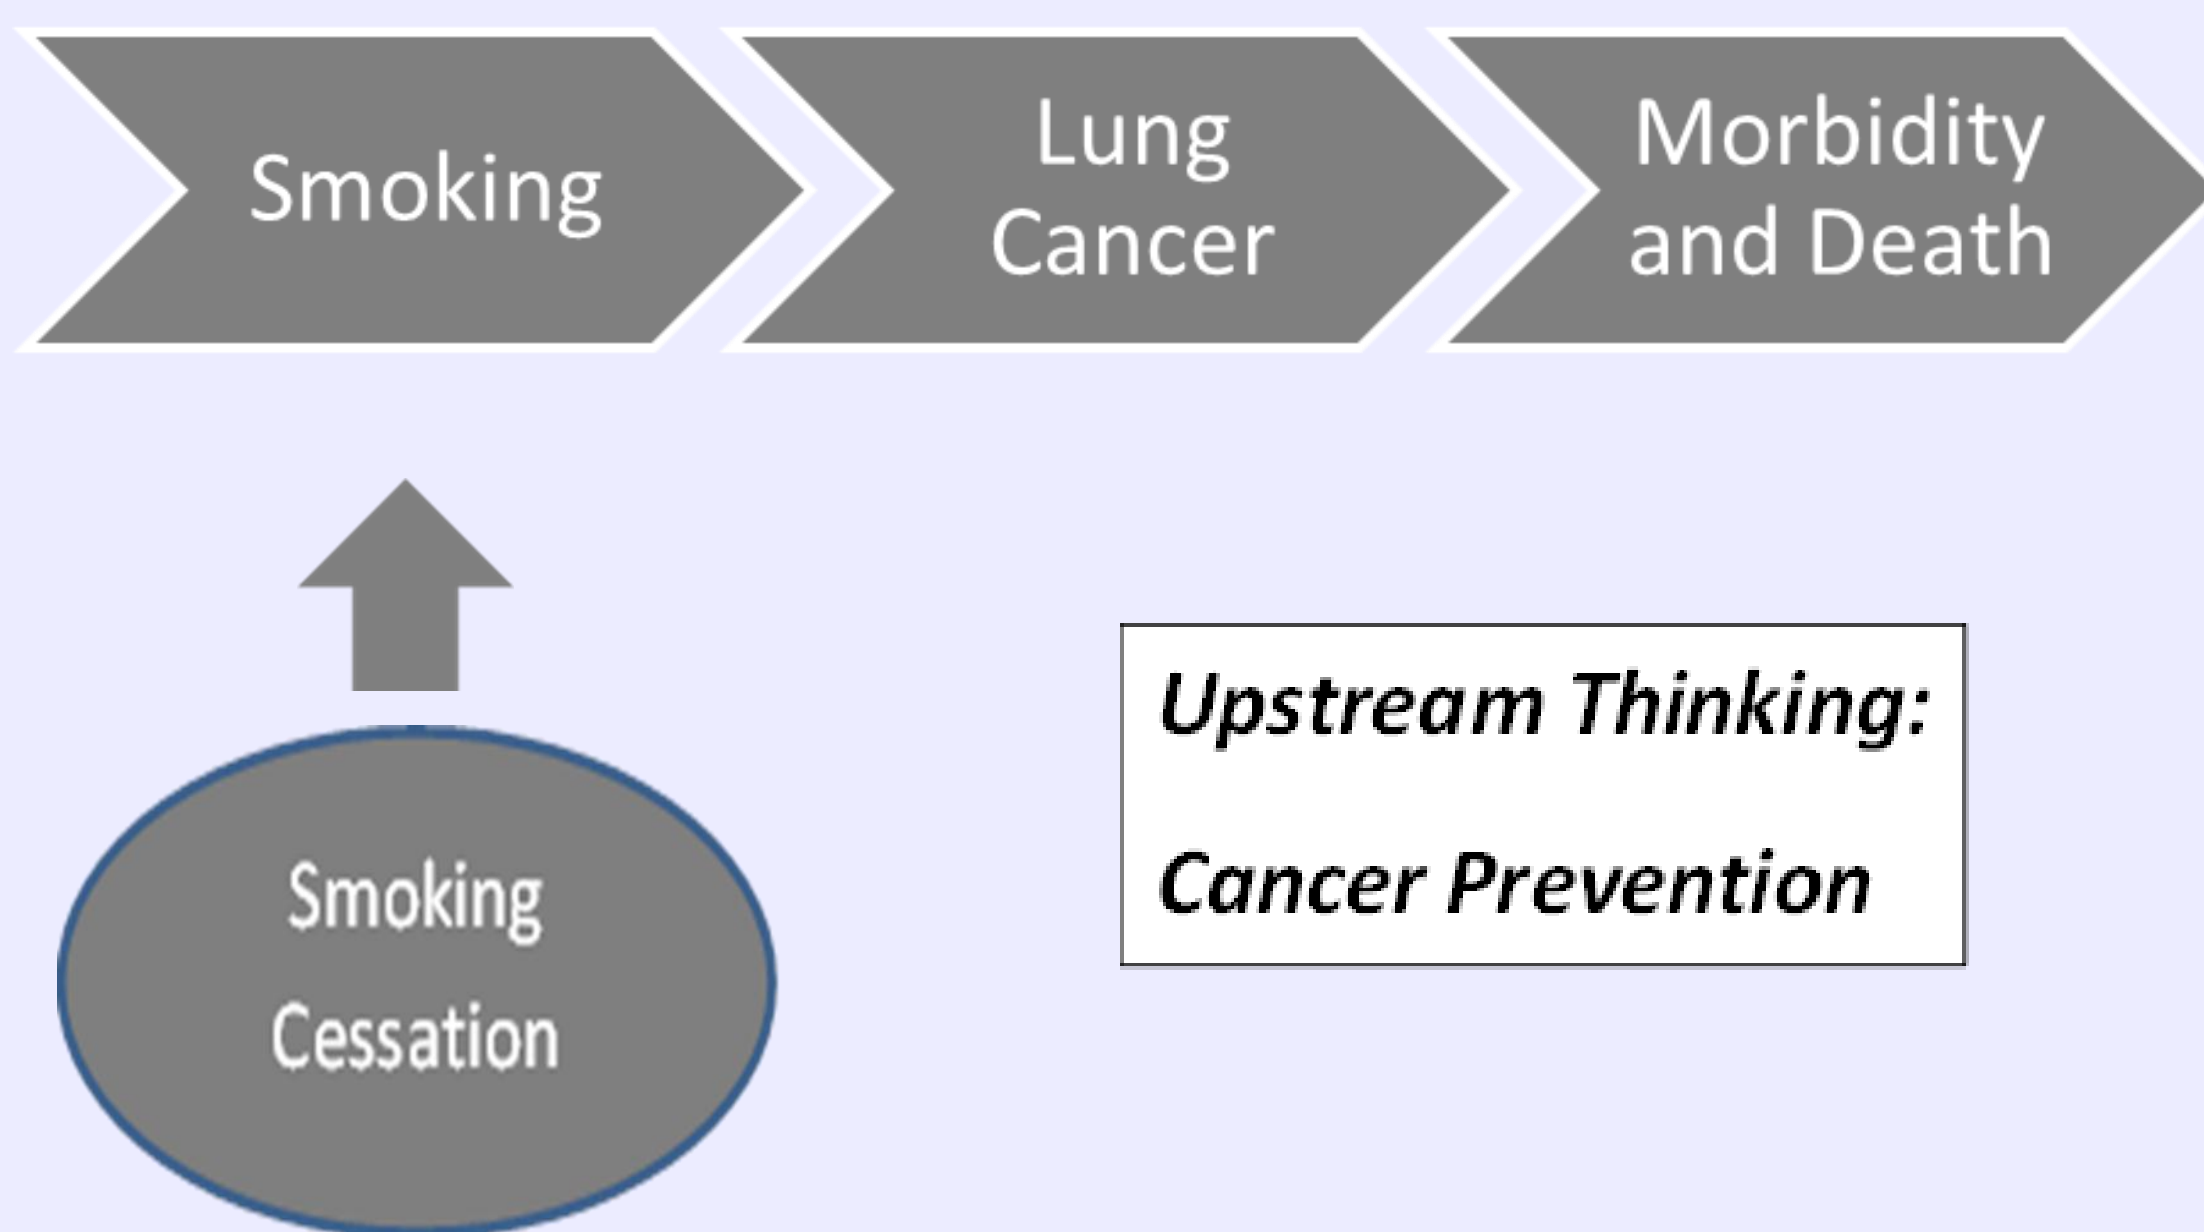 Smoking
Lung
Cancer
Morbidity
and Death
Smoking
Cessation
Upstream Thinking:
Cancer Prevention